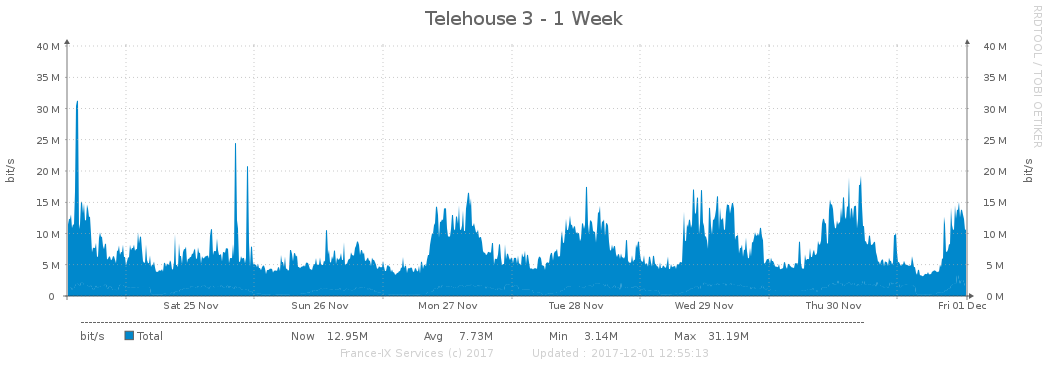 Telehouse 3 - 1 Week
RRDTOOL / TOBI OETIKER
40 M 40 M
35 M 35 M
30 M 30 M
25 M 25 M
20 M 20 M
15 M 15 M
10 M 10 M
5 M 5 M
0 0 M
bit/s bit/s
Sat 25 Nov Sun 26 Nov Mon 27 Nov Tue 28 Nov Wed 29 Nov Thu 30 Nov Fri 01 Dec
bit/s Total Now 12.95M Avg 7.73M Min 3.14M Max 31.19M
France-IX Services (c) 2017 Updated : 2017-12-01 12:55:13